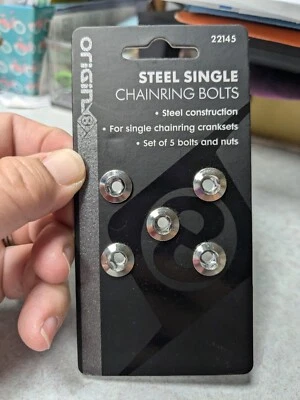 origin8
22145
STEEL SINGLE
CHAINRING BOLTS
• Steel construction
• For single chainring cranksets
• Set of 5 bolts and nuts